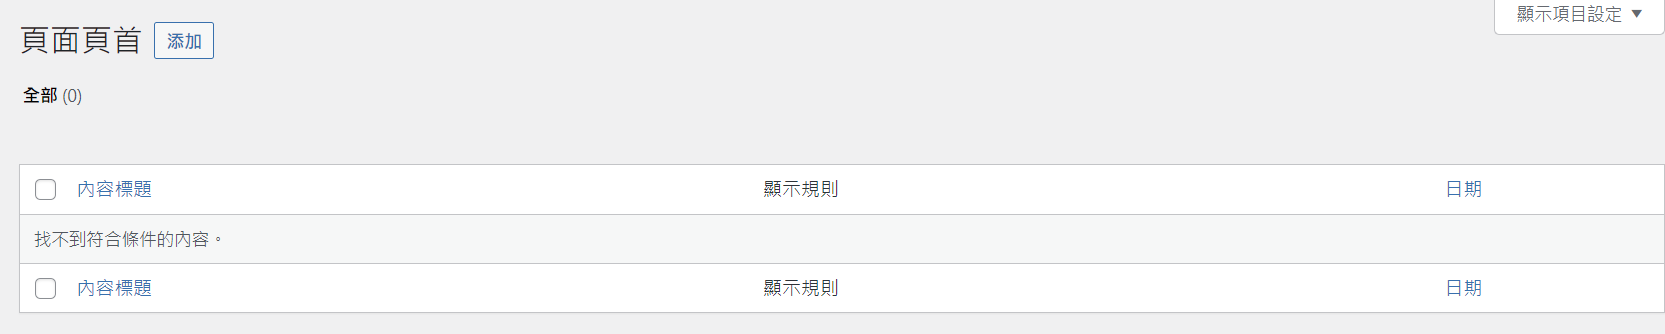 顯示項目設定 ▼
頁面頁首 添加
全部 (0)
內容標題 顯示規則 日期
找不到符合條件的內容。
內容標題 顯示規則 日期